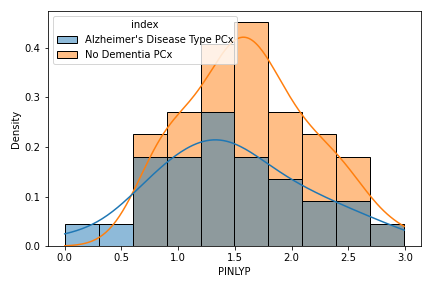 index
Alzheimer's Disease Type PCx
No Dementia PCx
0.4
0.3
0.2
0.1
0.0
Density
0.0 0.5 1.0 1.5 2.0 2.5 3.0
PINLYP